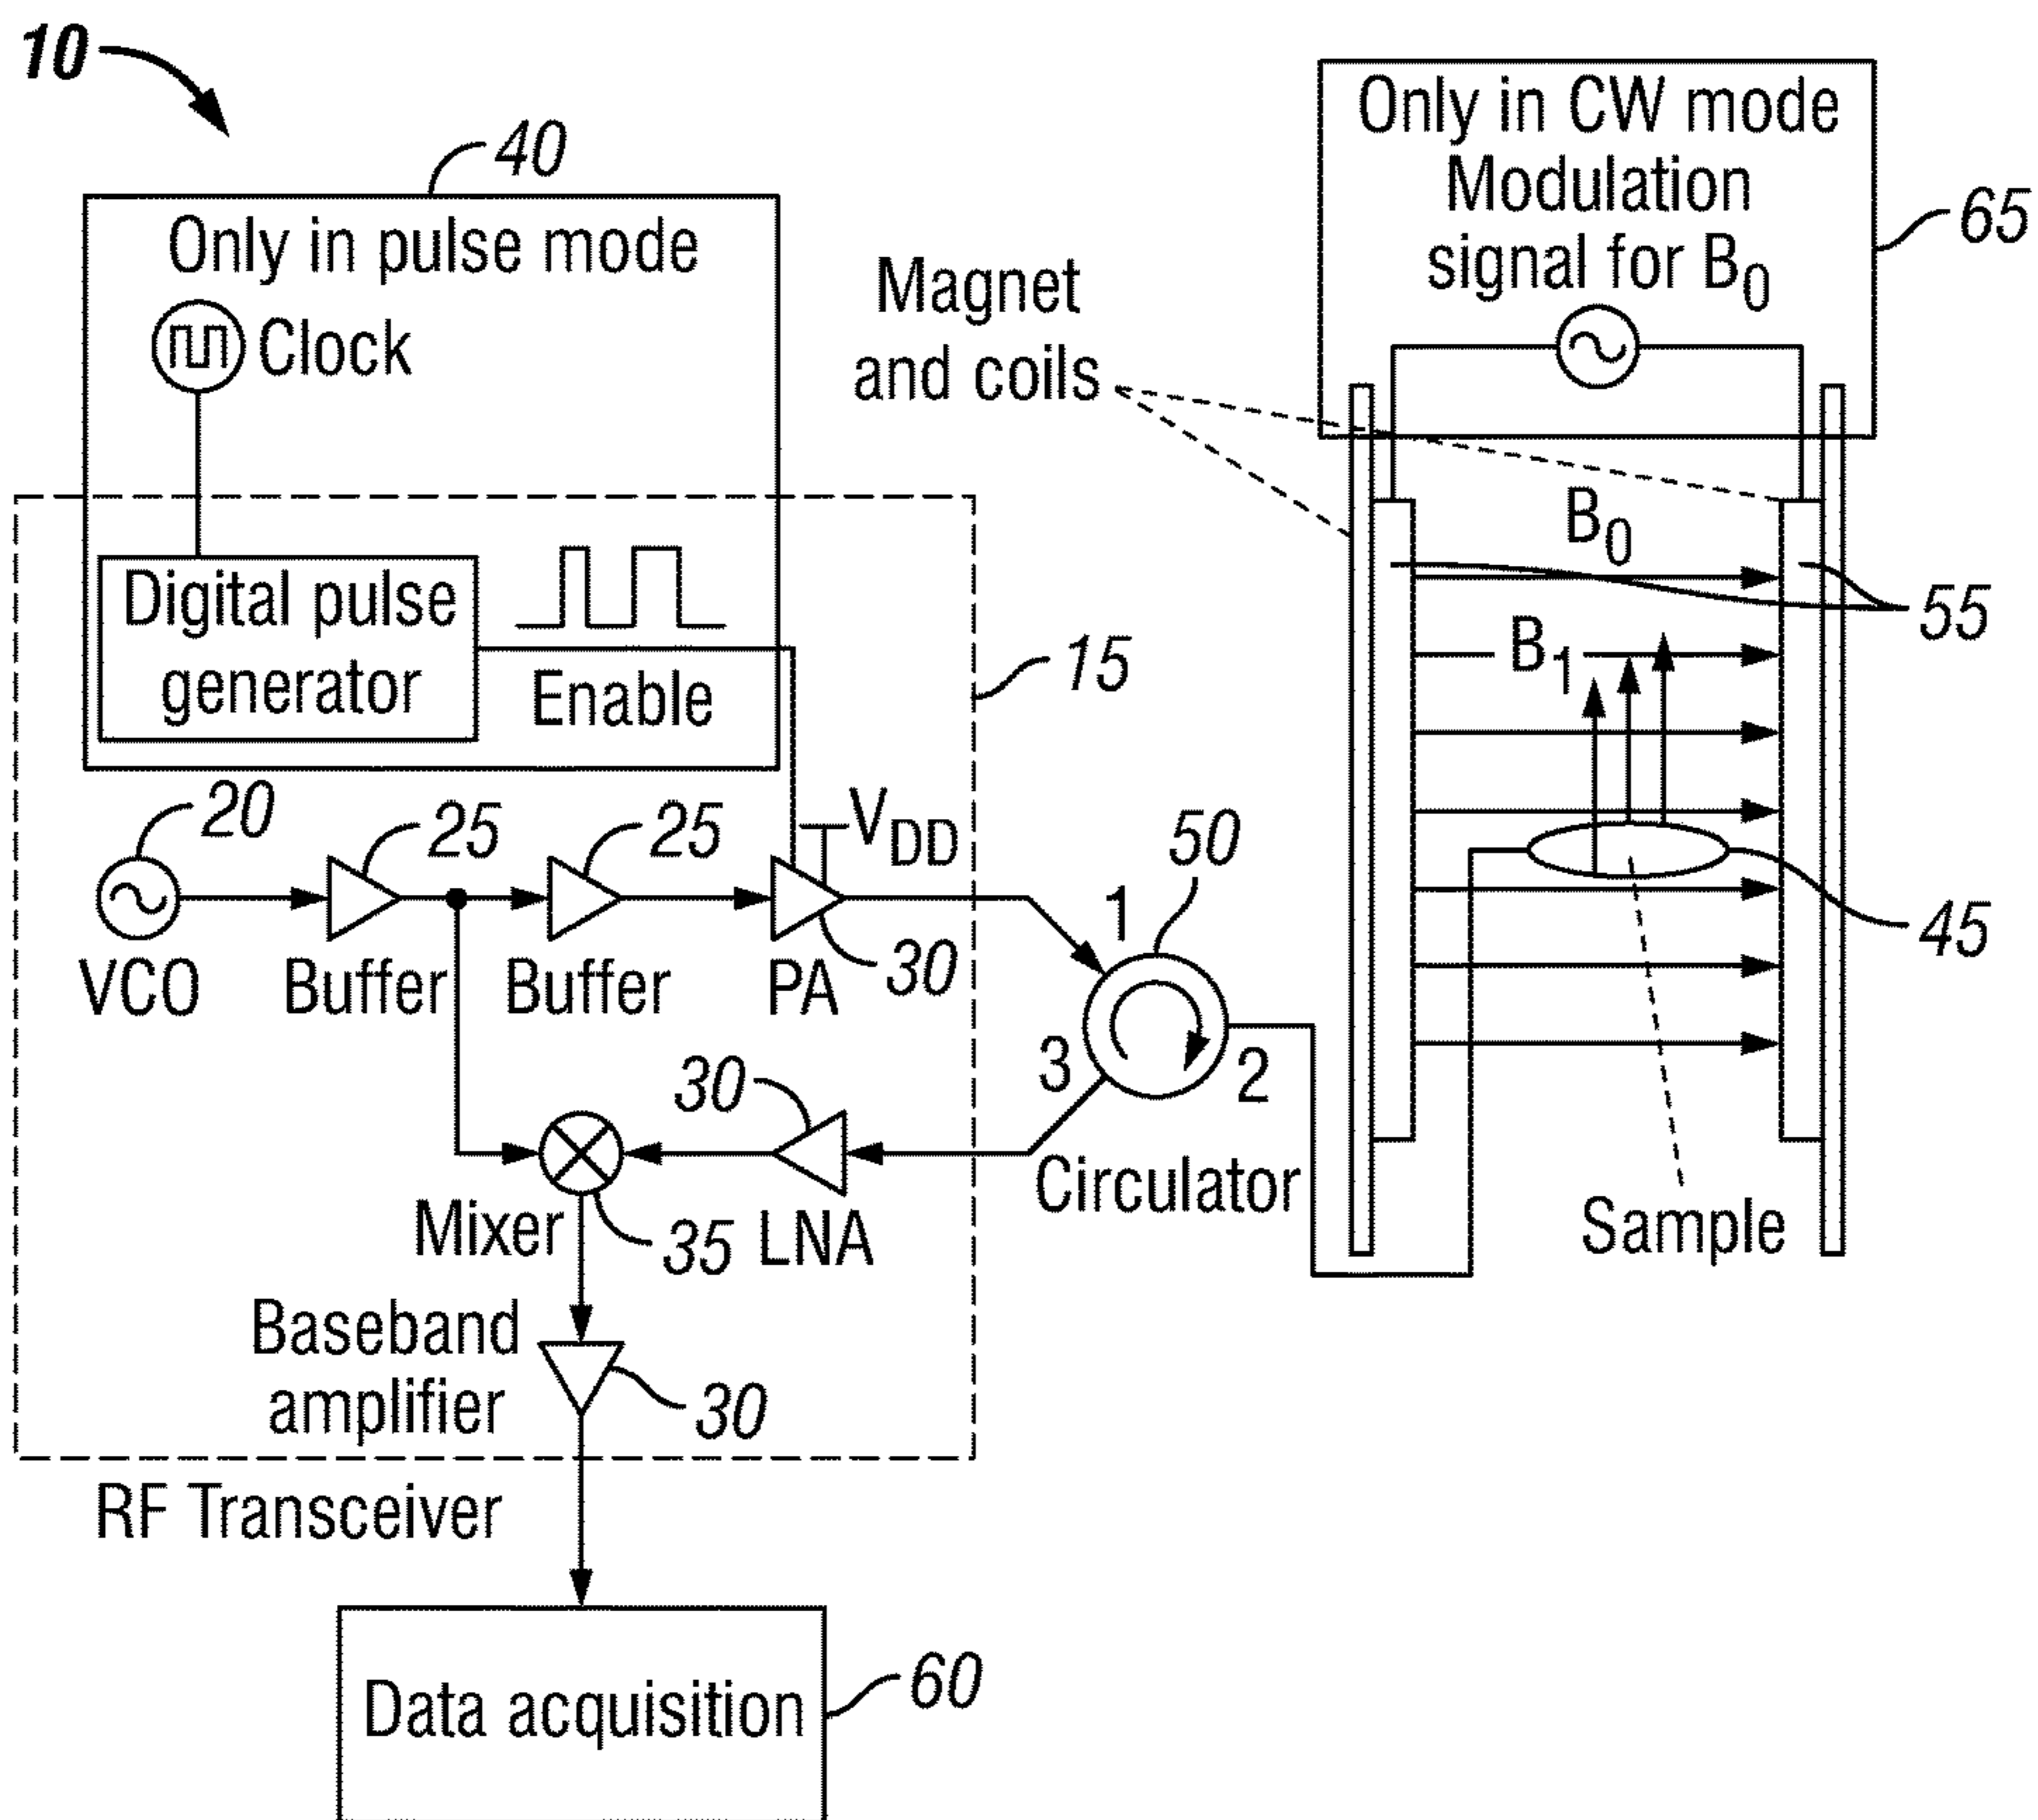 10
40
Only in pulse mode
Clock
Digital pulse
generator
Enable
15
Only in CW mode
Modulation
signal for B0
65
Magnet
and coils
B0
B1
55
20
VCO
25
Buffer
25
Buffer
VDD
PA
30
50
1
2
3
Circulator
45
Sample
30
LNA
Mixer
35
Baseband
amplifier
30
RF Transceiver
Data acquisition
60